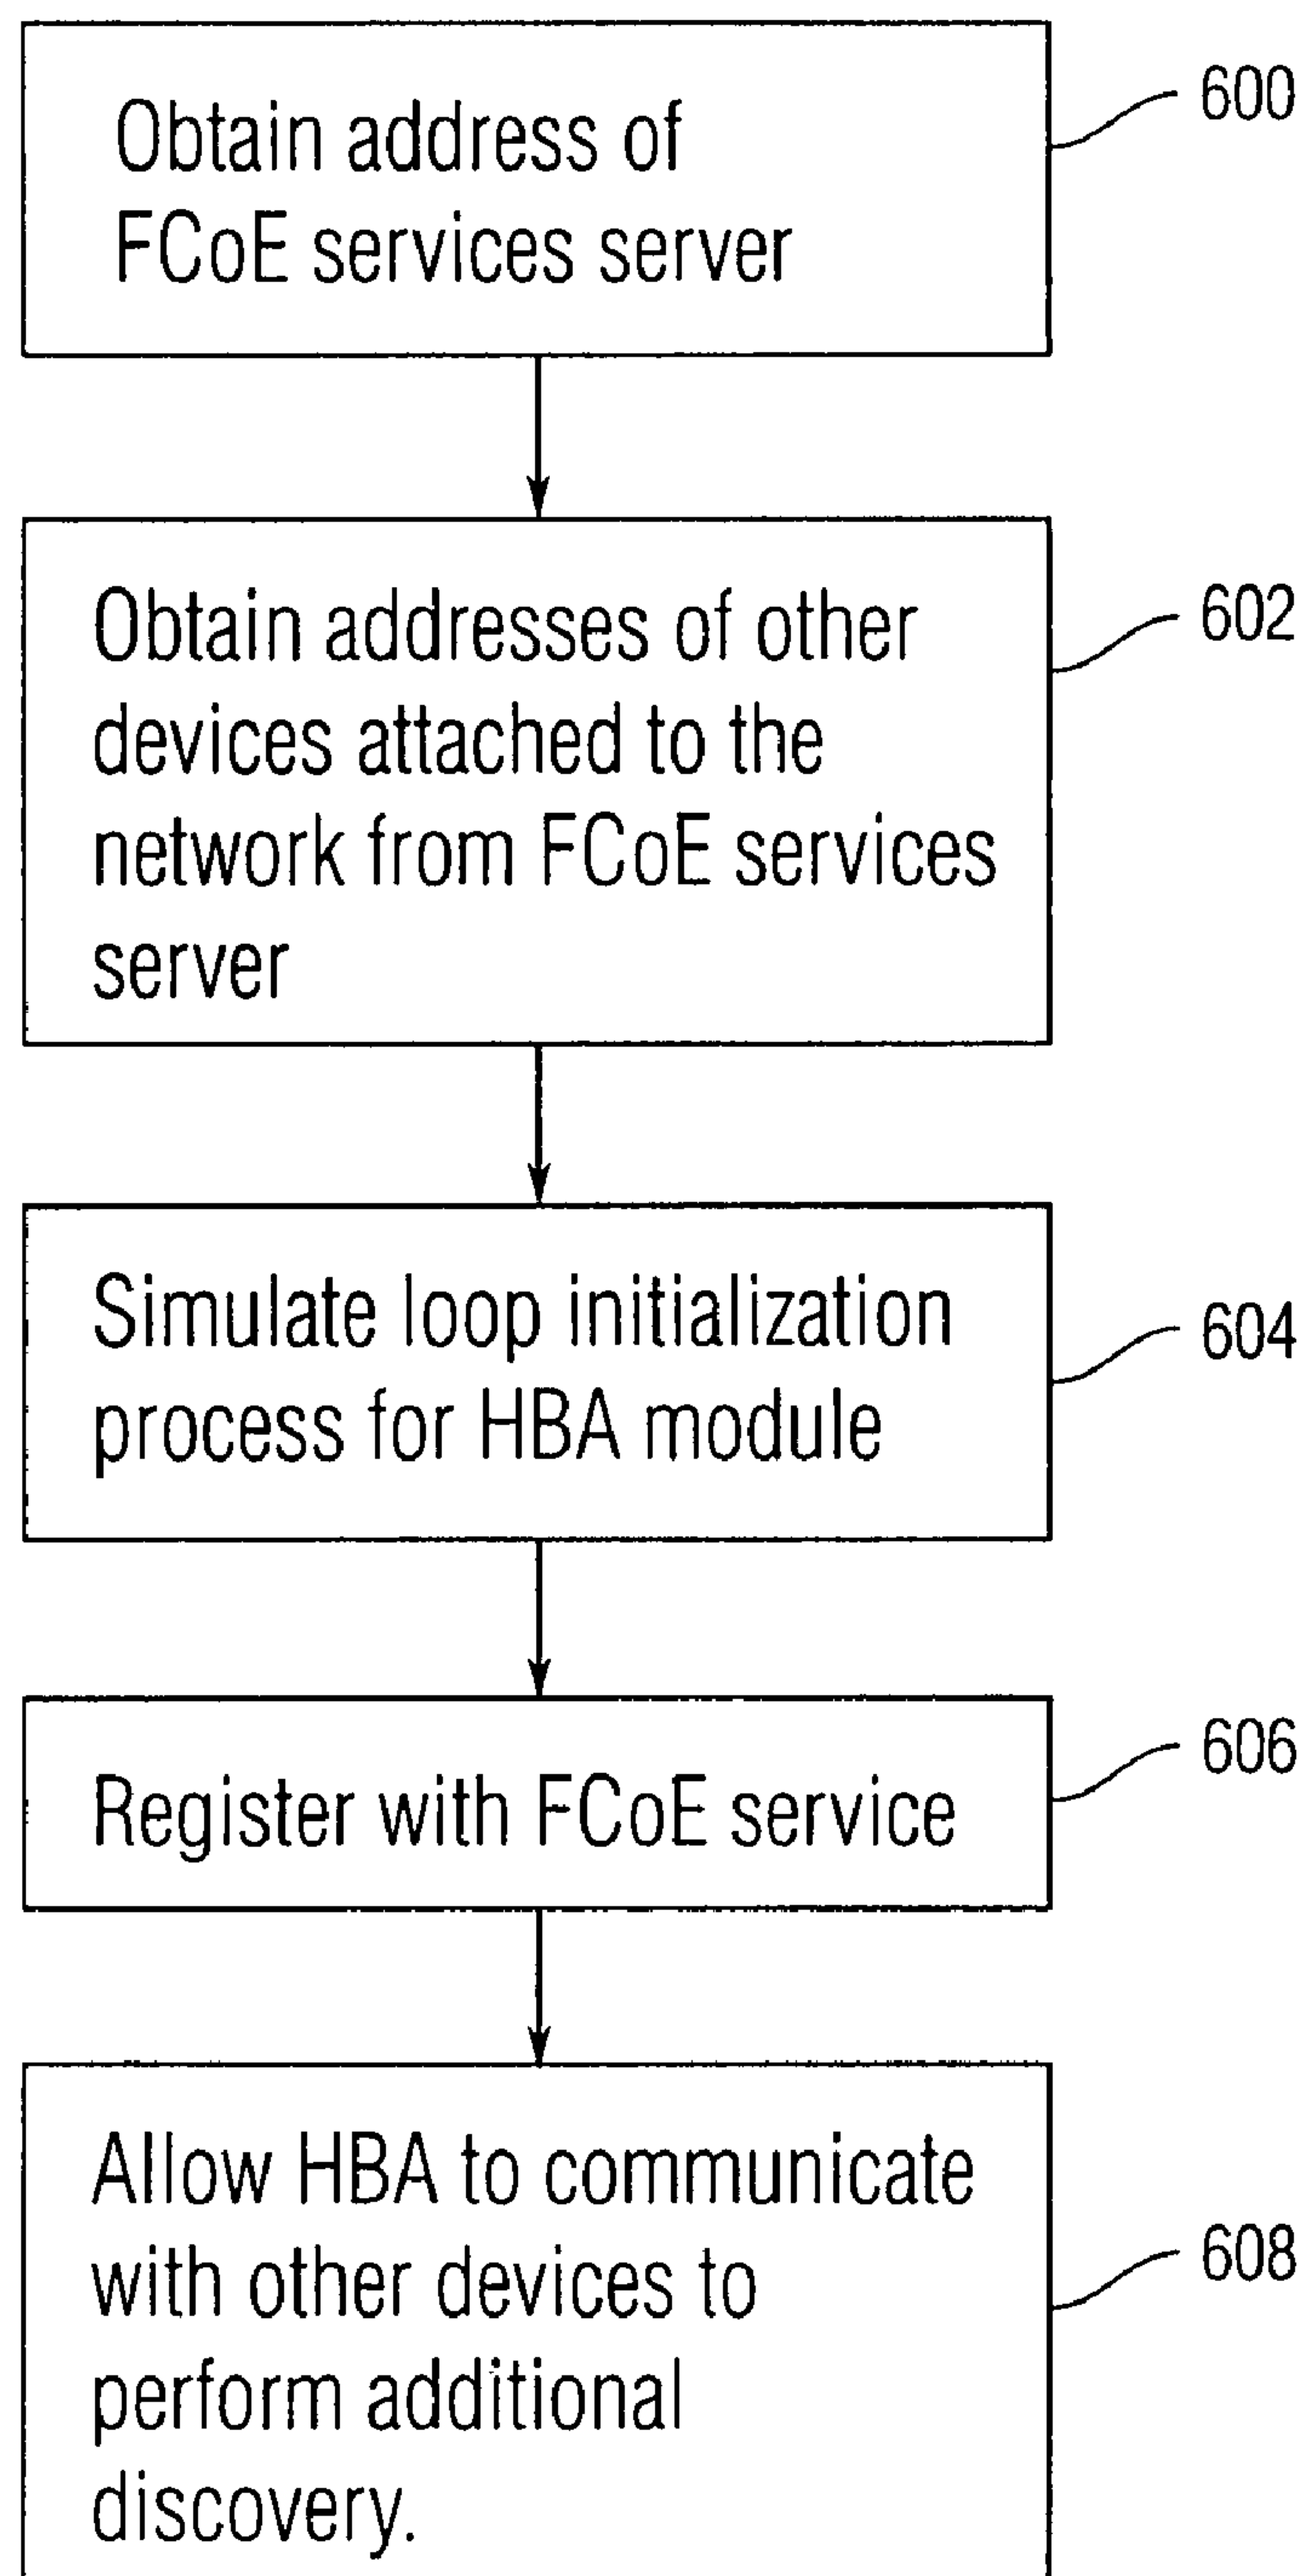 Obtain address of
FCoE services server
600
Obtain addresses of other
devices attached to the
network from FCoE services
server
602
Simulate loop initialization
process for HBA module
604
Register with FCoE service
606
Allow HBA to communicate
with other devices to
perform additional
discovery.
608